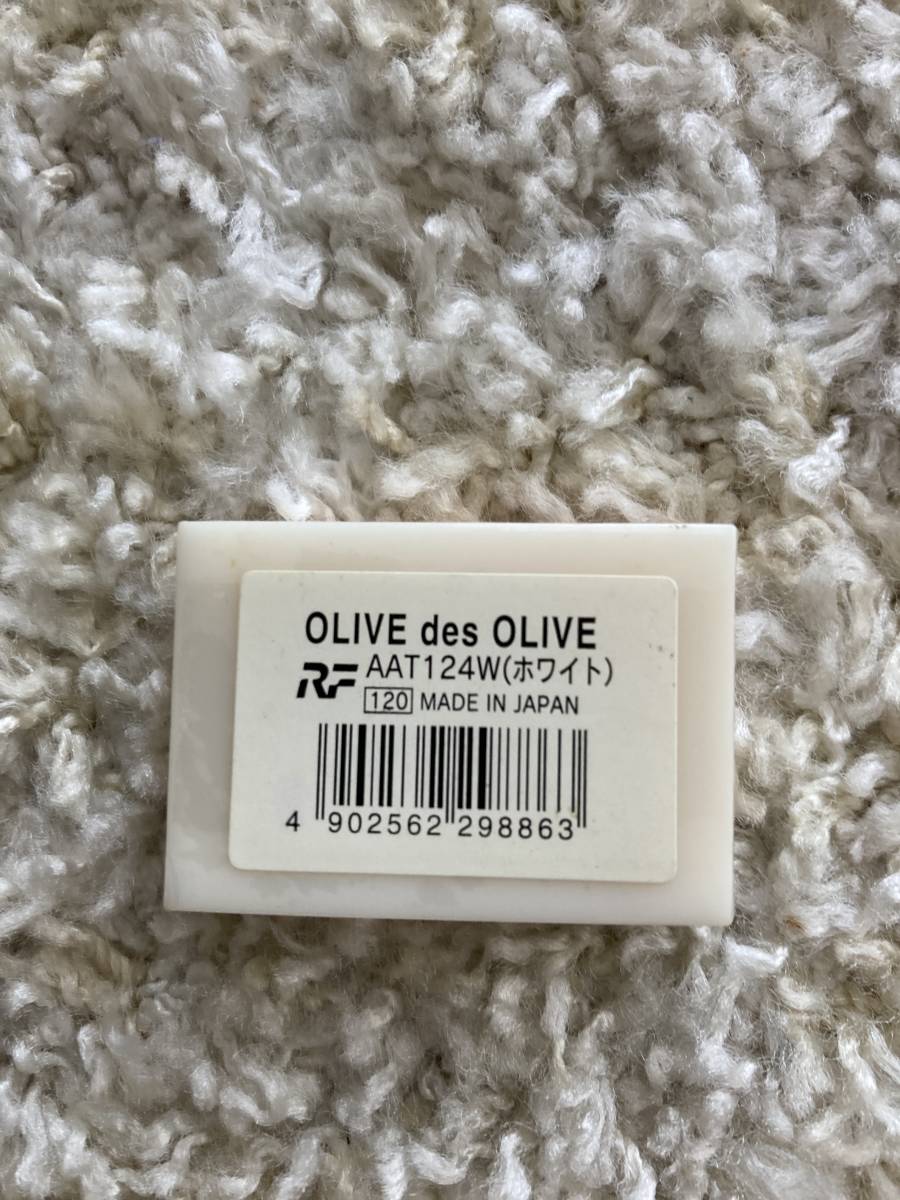 OLIVE des OLIVE
RF AAT124W(ホワイト)
120 MADE IN JAPAN
4 902562 298863